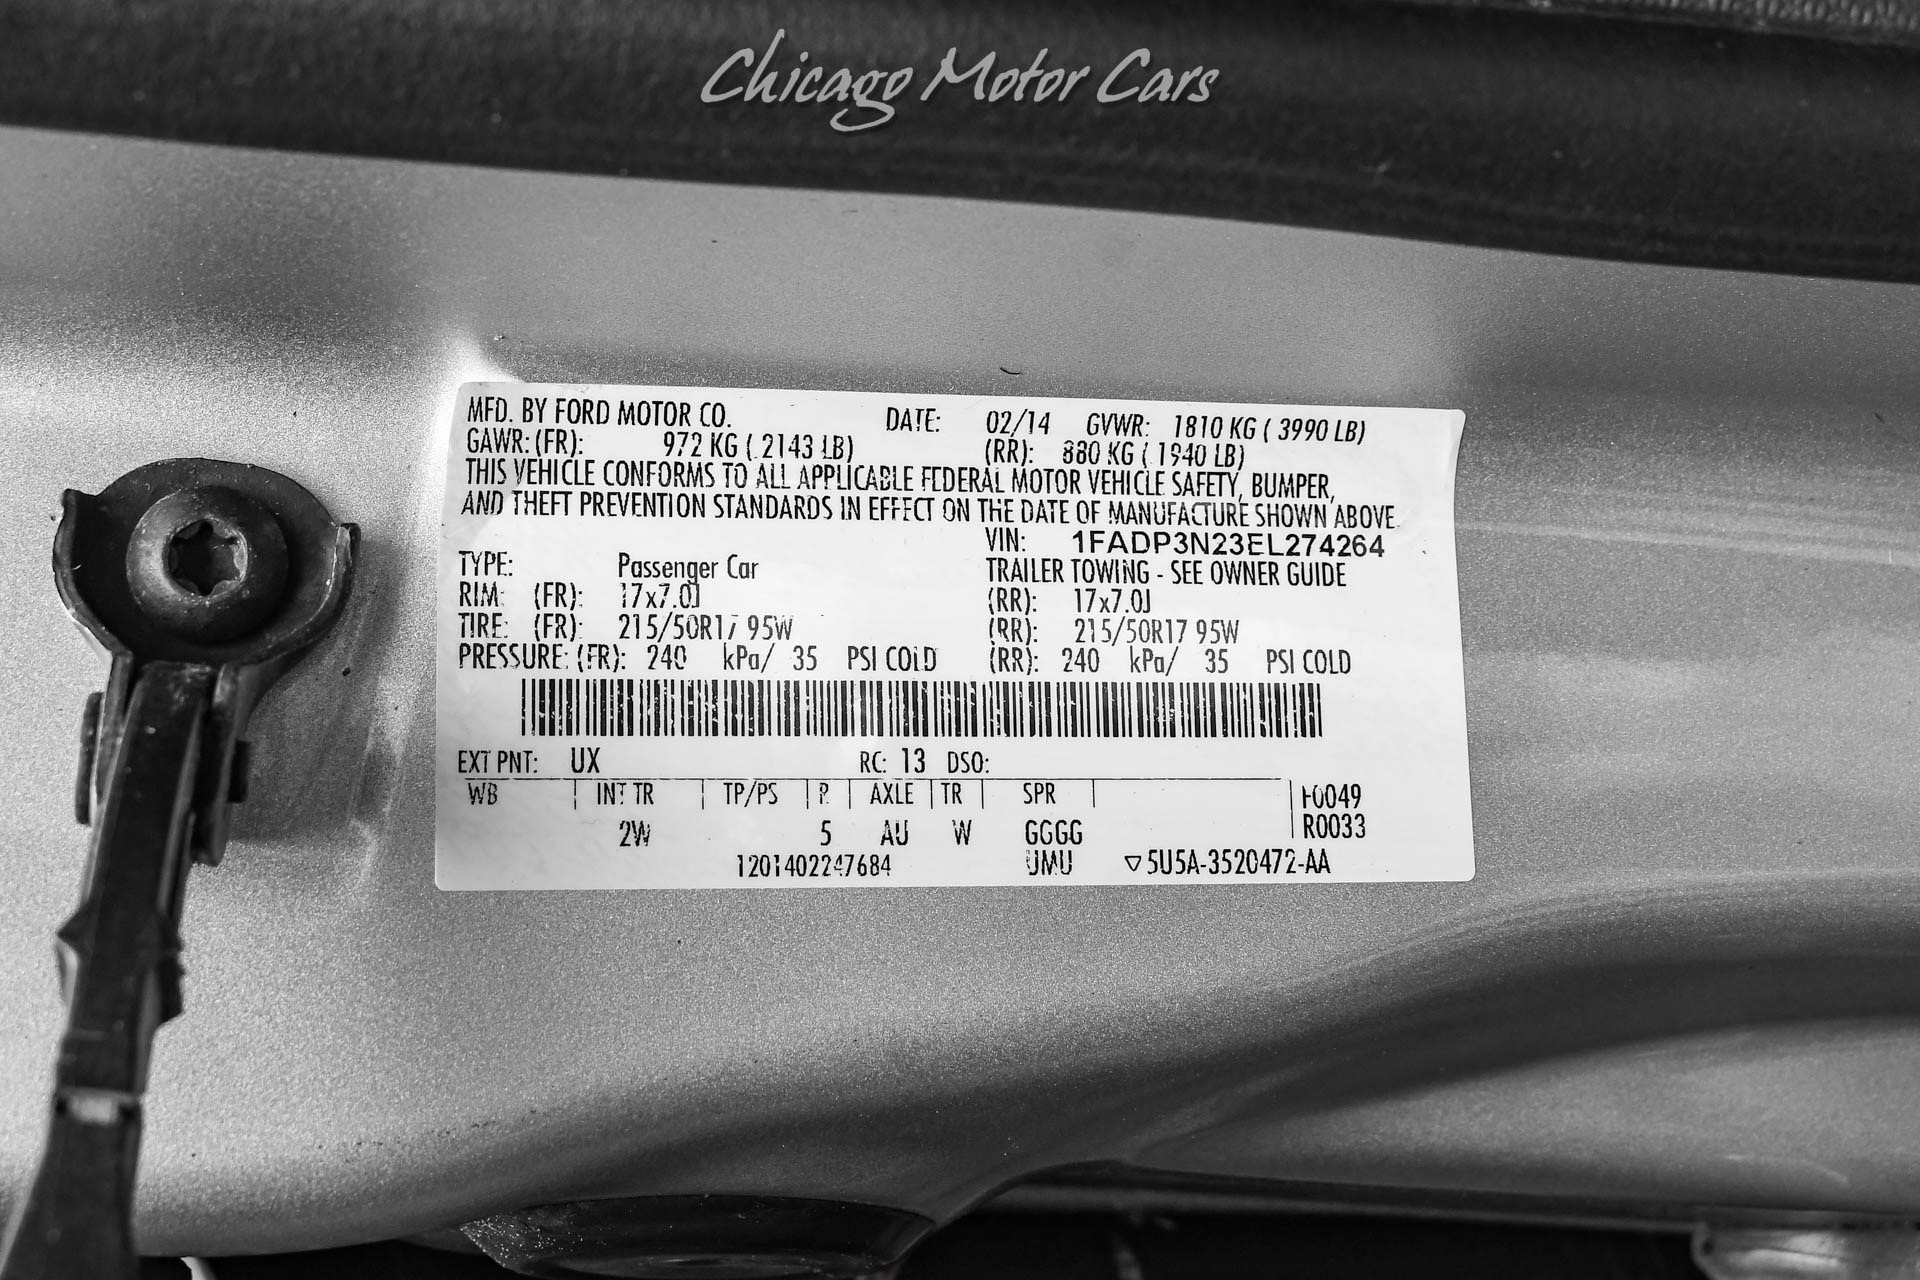 Chicago Motor Cars
MFD. BY FORD MOTOR CO. DATE: 02/14 GVWR: 1810 KG ( 3990 LB)
GAWR: (FR): 972 KG ( 2143 LB) (RR): 880 KG ( 1940 LB)
THIS VEHICLE CONFORMS TO ALL APPLICABLE FEDERAL MOTOR VEHICLE SAFETY, BUMPER,
AND THEFT PREVENTION STANDARDS IN EFFECT ON THE DATE OF MANUFACTURE SHOWN ABOVE.
VIN: 1FADP3N23EL274264
TYPE: Passenger Car TRAILER TOWING - SEE OWNER GUIDE
RIM: (FR): 17x7.0J (RR): 17x7.0J
TIRE: (FR): 215/50R17 95W (RR): 215/50R17 95W
PRESSURE: (FR): 240 kPa/ 35 PSI COLD (RR): 240 kPa/ 35 PSI COLD
EXT PNT: UX RC: 13 DSO:
WB INT TR TP/PS R AXLE TR SPR F0049
2W 5 AU W GGGG R0033
1201402247684 UMU ▽5U5A-3520472-AA